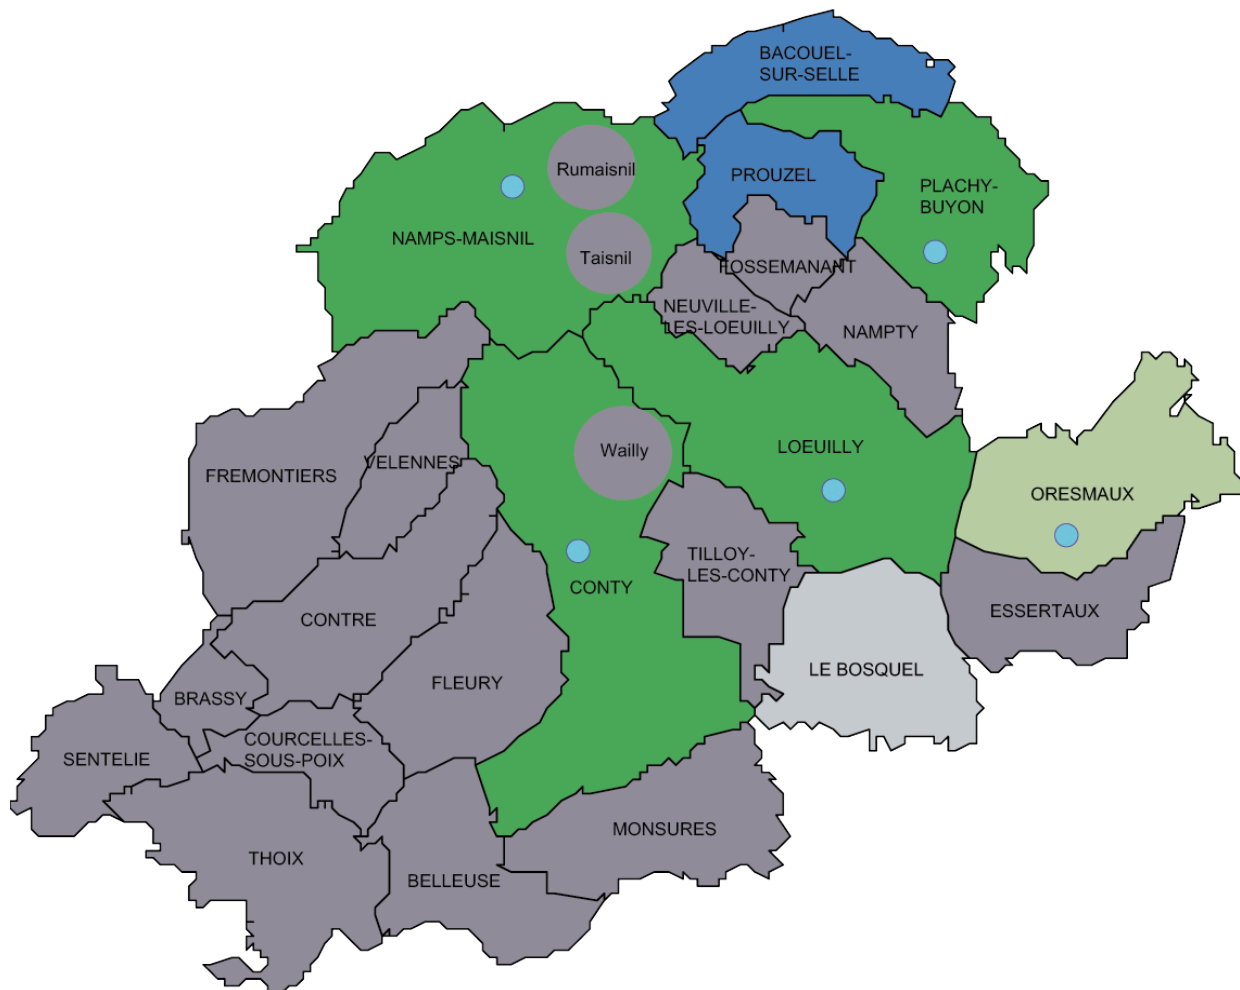 BACOUEL-
SUR-SELLE
Rumaisnil
PROUZEL
PLACHY-
BUYON
NAMPS-MAISNIL
Taisnil
FOSSEMANANT
NEUVILLE-
LES-LOEUILLY
NAMPTY
Wailly
LOEUILLY
VELENNES
FREMONTIERS
ORESMAUX
TILLOY-
LES-CONTY
CONTY
ESSERTAUX
CONTRE
LE BOSQUEL
FLEURY
BRASSY
COURCELLES-
SOUS-POIX
SENTELIE
MONSURES
THOIX
BELLEUSE